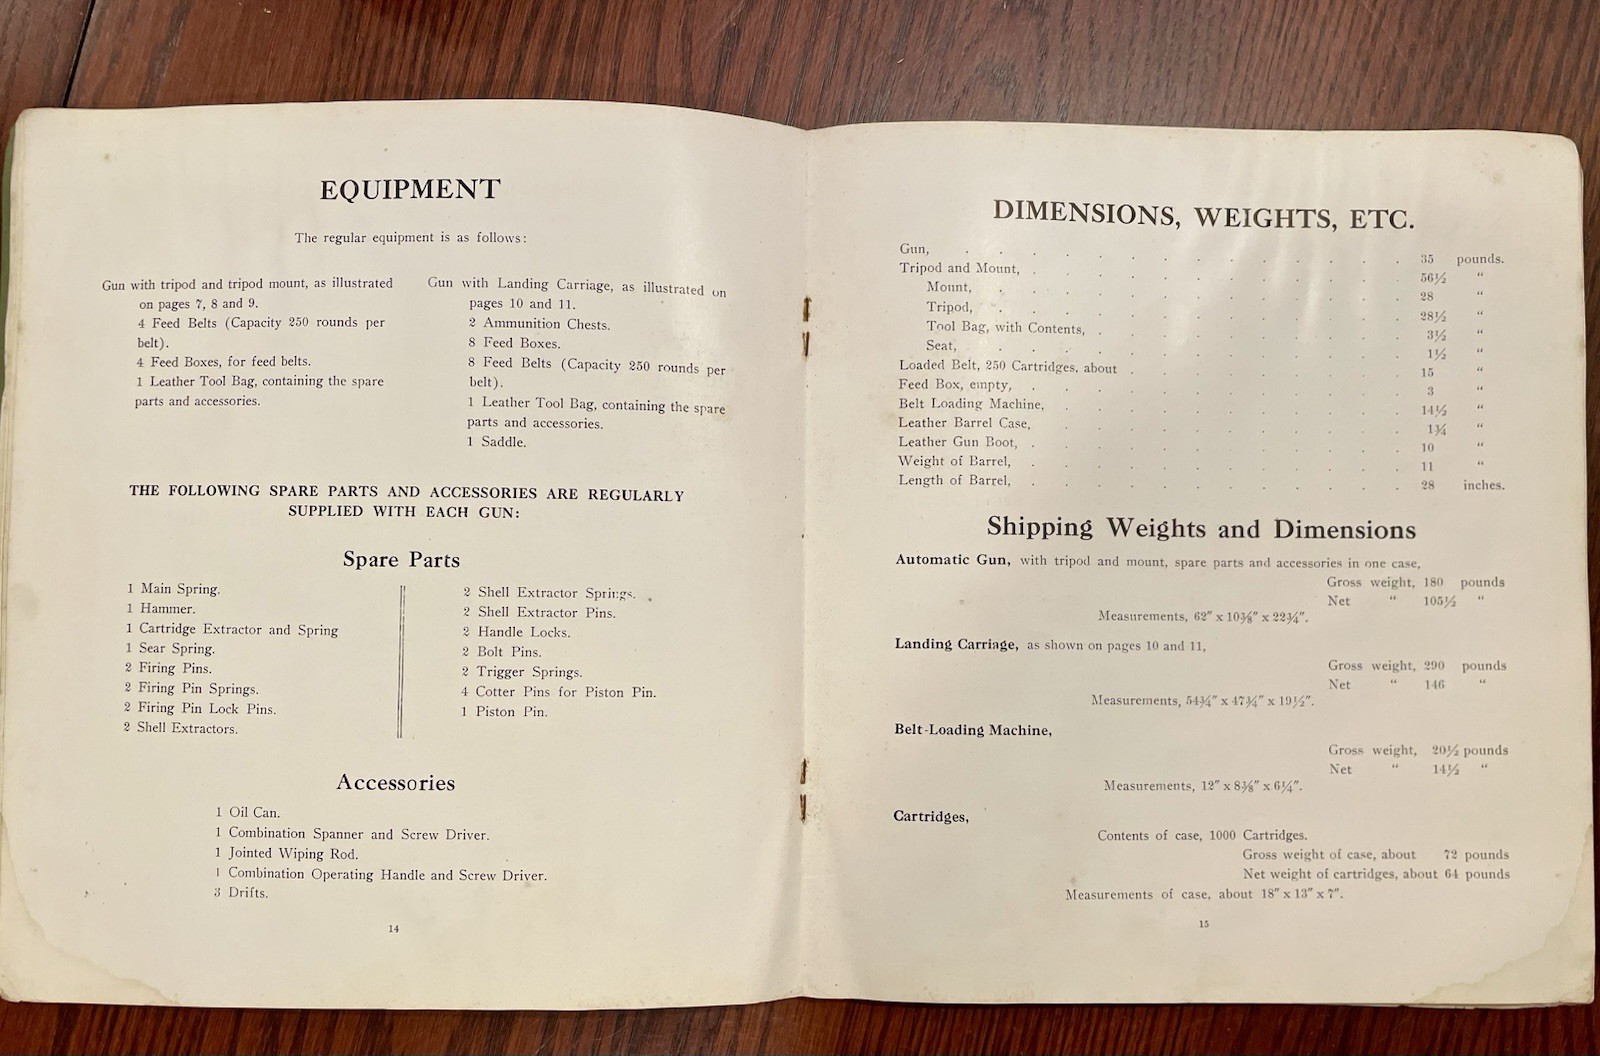 EQUIPMENT
The regular equipment is as follows:
Gun with tripod and tripod mount, as illustrated
on pages 7, 8 and 9.
4 Feed Belts (Capacity 250 rounds per
belt).
4 Feed Boxes, for feed belts.
1 Leather Tool Bag, containing the spare
parts and accessories.
Gun with Landing Carriage, as illustrated on
pages 10 and 11.
2 Ammunition Chests.
8 Feed Boxes.
8 Feed Belts (Capacity 250 rounds per
belt).
1 Leather Tool Bag, containing the spare
parts and accessories.
1 Saddle.
THE FOLLOWING SPARE PARTS AND ACCESSORIES ARE REGULARLY
SUPPLIED WITH EACH GUN:
Spare Parts
1 Main Spring.
1 Hammer.
1 Cartridge Extractor and Spring
1 Sear Spring.
2 Firing Pins.
2 Firing Pin Springs.
2 Firing Pin Lock Pins.
2 Shell Extractors.
2 Shell Extractor Springs.
2 Shell Extractor Pins.
2 Handle Locks.
2 Bolt Pins.
2 Trigger Springs.
4 Cotter Pins for Piston Pin.
1 Piston Pin.
Accessories
1 Oil Can.
1 Combination Spanner and Screw Driver.
1 Jointed Wiping Rod.
1 Combination Operating Handle and Screw Driver.
3 Drifts.
14
DIMENSIONS, WEIGHTS, ETC.
Gun, . . . . . . . . . . . . . . 35 pounds.
Tripod and Mount, . . . . . . . . . . . . 56½ "
Mount, . . . . . . . . . . . . . 28 "
Tripod, . . . . . . . . . . . . . 28½ "
Tool Bag, with Contents, . . . . . . . . . . 3½ "
Seat, . . . . . . . . . . . . . 1½ "
Loaded Belt, 250 Cartridges, about . . . . . . . . . 15 "
Feed Box, empty, . . . . . . . . . . . . 3 "
Belt Loading Machine, . . . . . . . . . . . 14½ "
Leather Barrel Case, . . . . . . . . . . . 1¼ "
Leather Gun Boot, . . . . . . . . . . . . 10 "
Weight of Barrel, . . . . . . . . . . . . 11 "
Length of Barrel, . . . . . . . . . . . . 28 inches.
Shipping Weights and Dimensions
Automatic Gun, with tripod and mount, spare parts and accessories in one case,
Gross weight, 180 pounds
Net " 105½ "
Measurements, 62" x 10⅜" x 22¾".
Landing Carriage, as shown on pages 10 and 11,
Gross weight, 290 pounds
Net " 146 "
Measurements, 54¾" x 47¾" x 19½".
Belt-Loading Machine,
Gross weight, 20½ pounds
Net " 14½ "
Measurements, 12" x 8⅜" x 6¼".
Cartridges,
Contents of case, 1000 Cartridges.
Gross weight of case, about 72 pounds
Net weight of cartridges, about 64 pounds
Measurements of case, about 18" x 13" x 7".
15